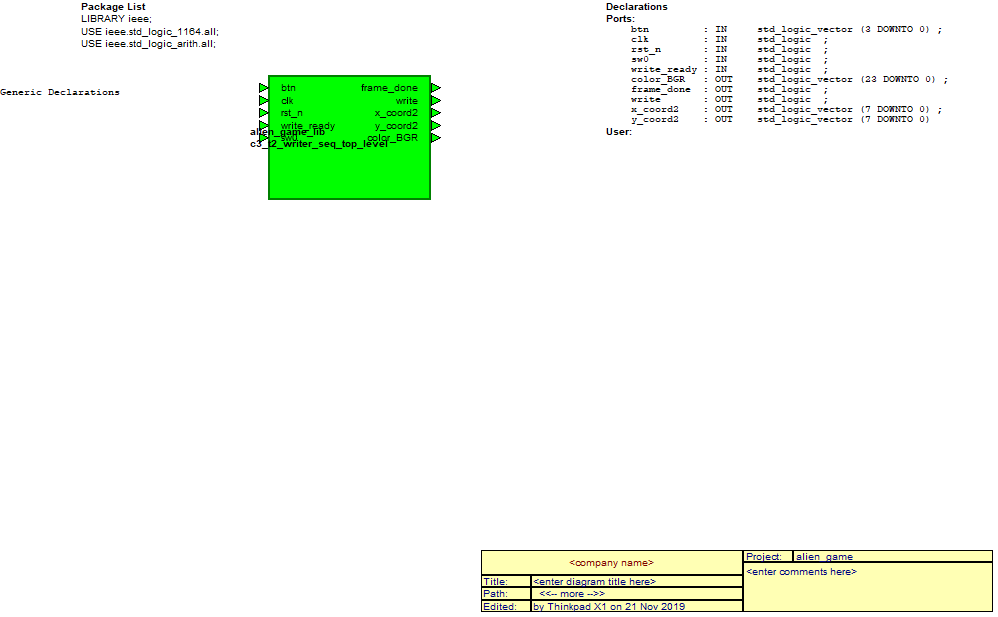 Package List
LIBRARY ieee;
USE ieee.std_logic_1164.all;
USE ieee.std_logic_arith.all;
Generic Declarations
btn frame_done
clk write
rst_n x_coord2
write_ready y_coord2
alien_game_lib
sw0 color_BGR
c3_t2_writer_seq_top_level
Declarations
Ports:
btn : IN std_logic_vector (3 DOWNTO 0) ;
clk : IN std_logic ;
rst_n : IN std_logic ;
sw0 : IN std_logic ;
write_ready : IN std_logic ;
color_BGR : OUT std_logic_vector (23 DOWNTO 0) ;
frame_done : OUT std_logic ;
write : OUT std_logic ;
x_coord2 : OUT std_logic_vector (7 DOWNTO 0) ;
y_coord2 : OUT std_logic_vector (7 DOWNTO 0)
User:
<company name>
Title: <enter diagram title here>
Path: <<-- more -->>
Edited: by Thinkpad X1 on 21 Nov 2019
Project: alien_game
<enter comments here>